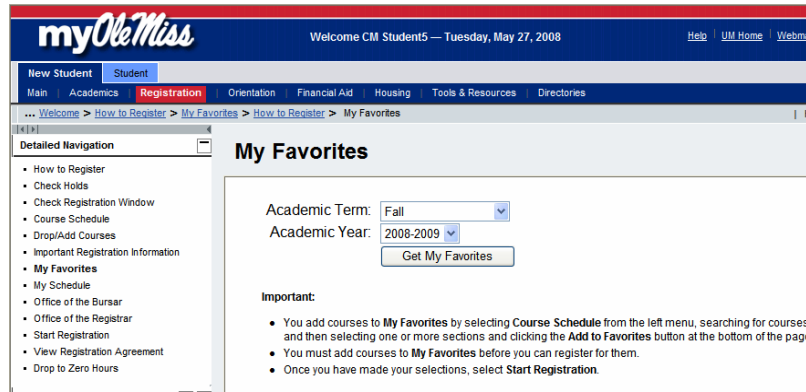 myOleMiss
Welcome CM Student5 — Tuesday, May 27, 2008
Help | UM Home |
New Student Student
Main | Academics | Registration | Orientation | Financial Aid | Housing | Tools & Resources | Directories
... Welcome > How to Register > My Favorites > How to Register > My Favorites
Detailed Navigation
My Favorites
How to Register
Check Holds
Check Registration Window
Course Schedule
Drop/Add Courses
Important Registration Information
My Favorites
My Schedule
Office of the Bursar
Office of the Registrar
Start Registration
View Registration Agreement
Drop to Zero Hours
Academic Term: Fall
Academic Year: 2008-2009
Get My Favorites
Important:
You add courses to My Favorites by selecting Course Schedule from the left menu, searching for courses
and then selecting one or more sections and clicking the Add to Favorites button at the bottom of the
You must add courses to My Favorites before you can register for them.
Once you have made your selections, select Start Registration.